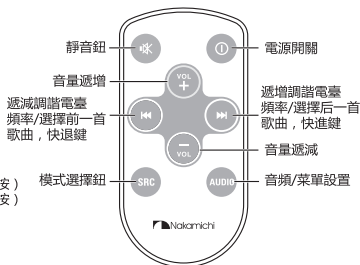 靜音鈕
電源開關
音量遞增
VOL
+
遞減調諧電臺
頻率/選擇前一首
歌曲，快退鍵
遞增調諧電臺
頻率/選擇后一首
歌曲，快進鍵
−
VOL
音量遞減
安）
安）
模式選擇鈕
SRC
AUDIO
音頻/菜單設置
Nakamichi